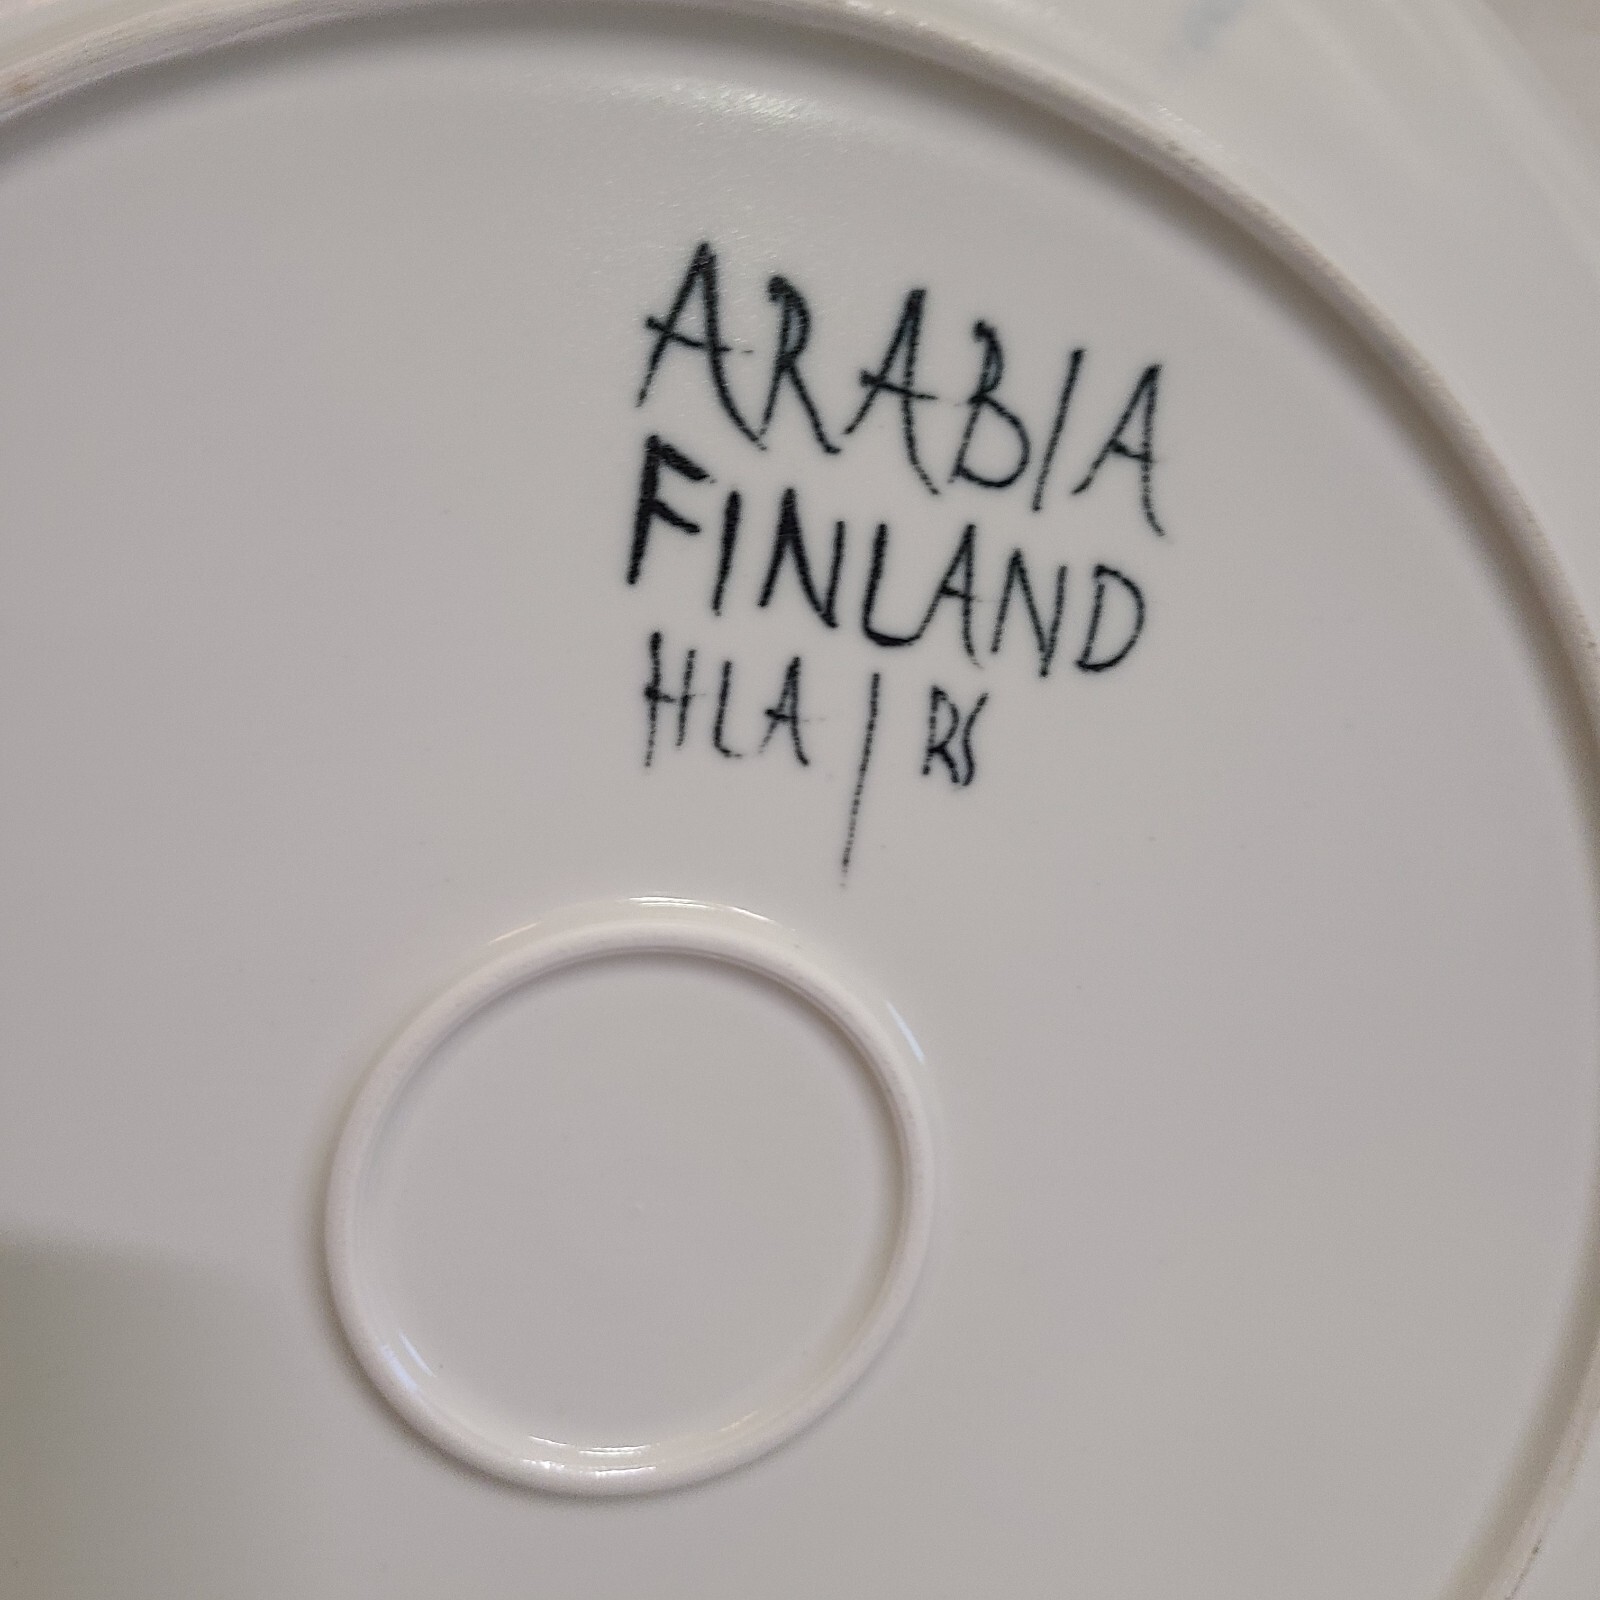 ARABIA
FINLAND
HLA / RS